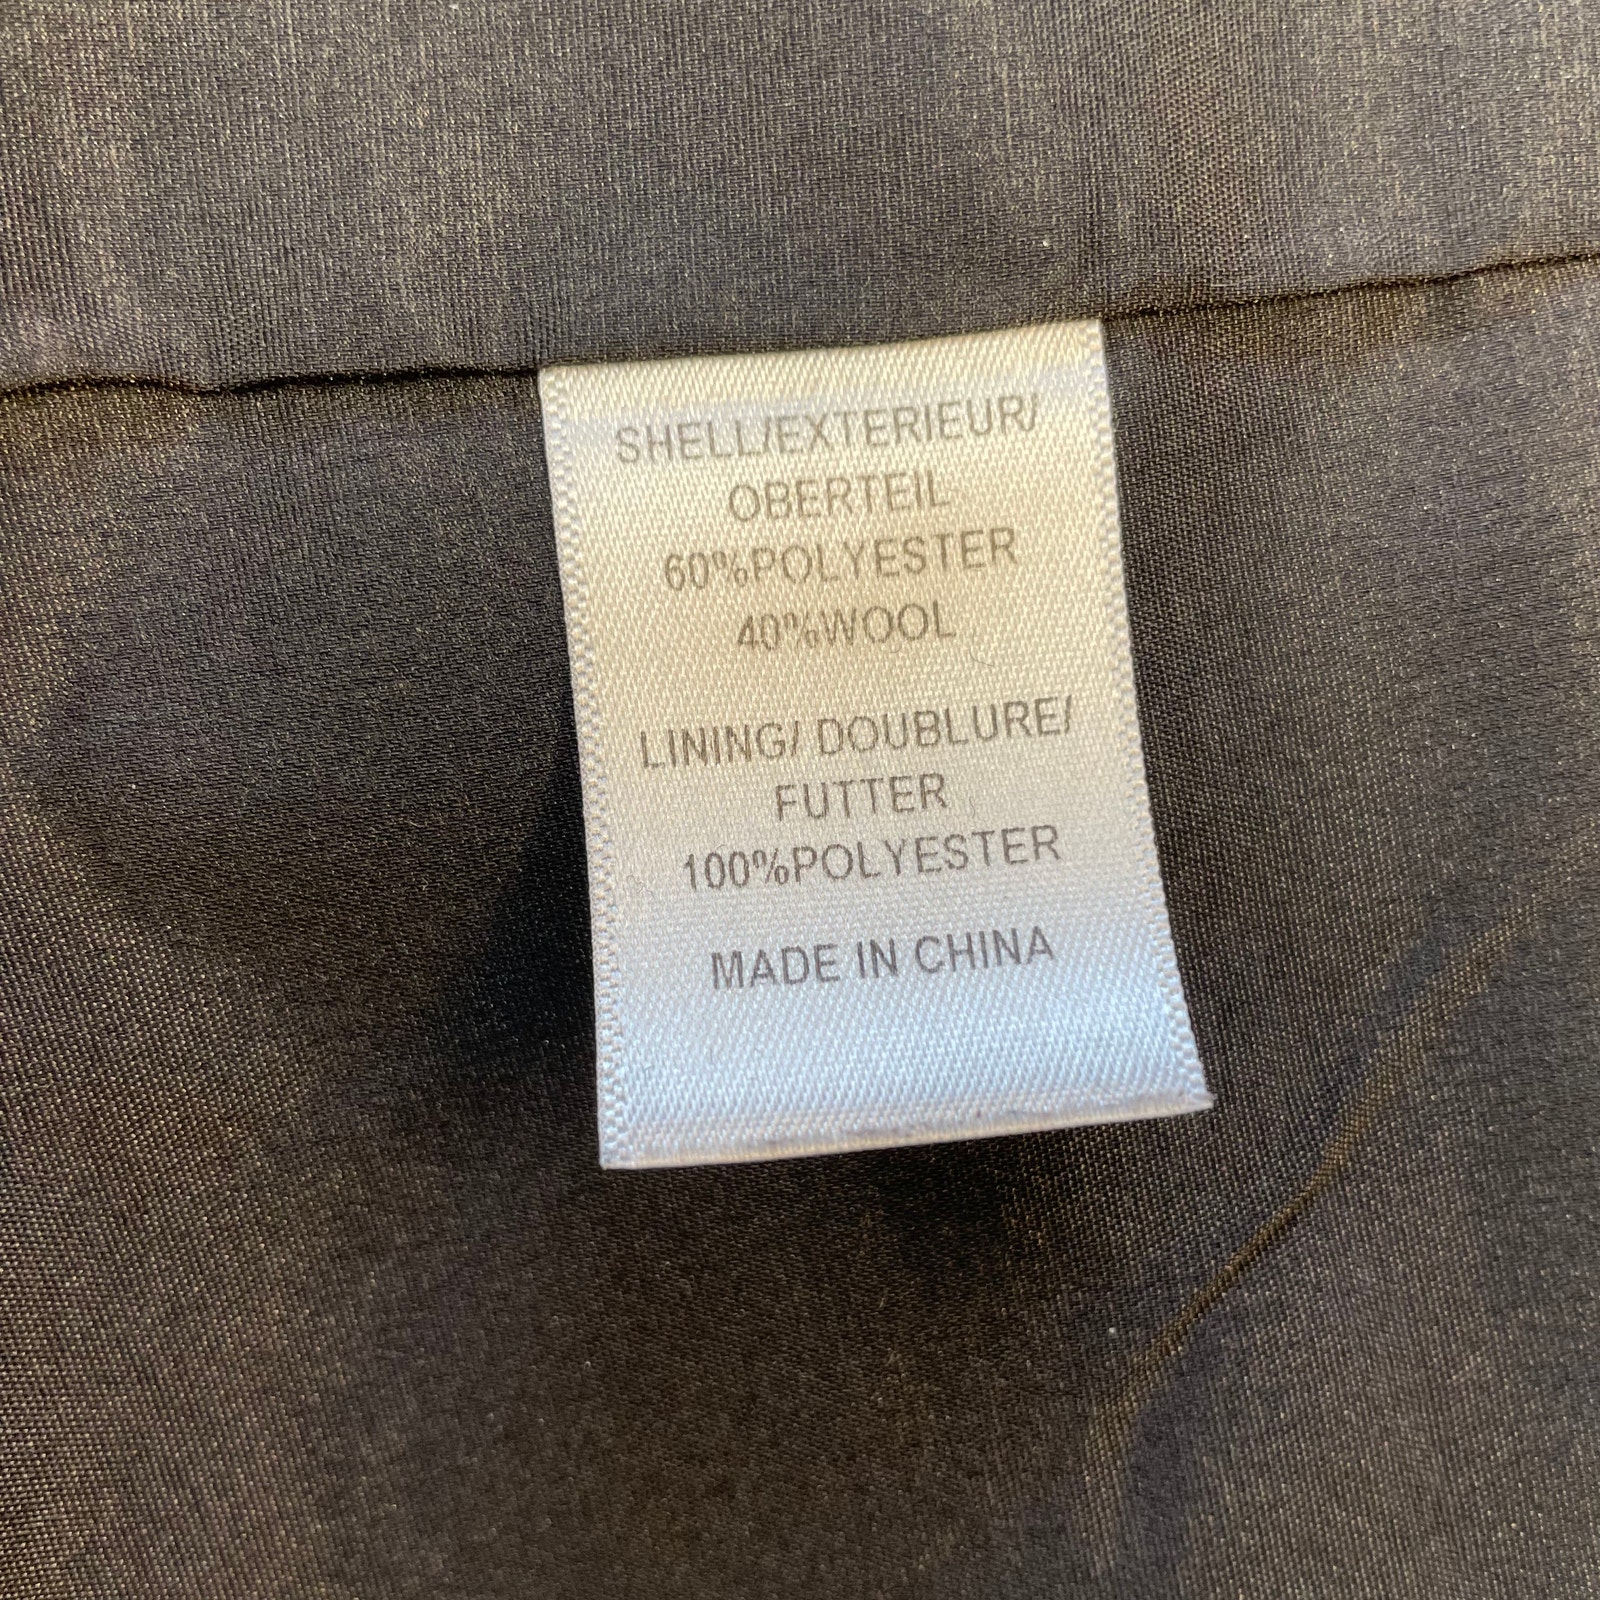 SHELL/EXTERIEUR/
OBERTEIL
60%POLYESTER
40%WOOL
LINING/ DOUBLURE/
FUTTER
100%POLYESTER
MADE IN CHINA